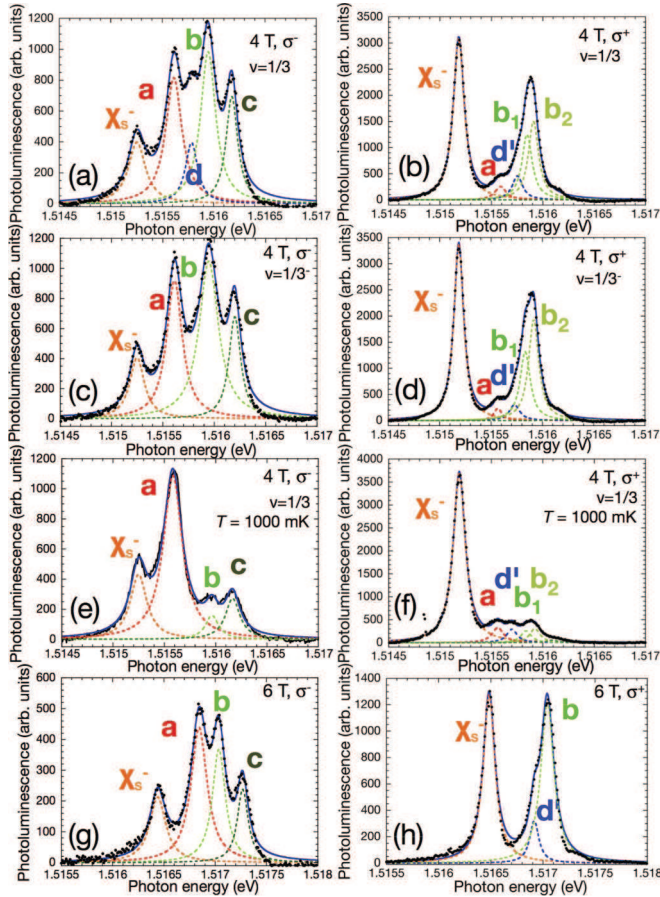 Photoluminescence (arb. units)
1200
1000
800
600
400
200
0
(a)
Xs-
a
b
c
d
4 T, σ-
ν=1/3
1.5145 1.515 1.5155 1.516 1.5165 1.517
Photon energy (eV)
Photoluminescence (arb. units)
3500
3000
2500
2000
1500
1000
500
0
(b)
Xs-
a
d'
b1
b2
4 T, σ+
ν=1/3
1.5145 1.515 1.5155 1.516 1.5165 1.517
Photon energy (eV)
Photoluminescence (arb. units)
1200
1000
800
600
400
200
0
(c)
Xs-
a
b
c
4 T, σ-
ν=1/3-
1.5145 1.515 1.5155 1.516 1.5165 1.517
Photon energy (eV)
Photoluminescence (arb. units)
3500
3000
2500
2000
1500
1000
500
0
(d)
Xs-
a
d'
b1
b2
4 T, σ+
ν=1/3-
1.5145 1.515 1.5155 1.516 1.5165 1.517
Photon energy (eV)
Photoluminescence (arb. units)
1200
1000
800
600
400
200
0
(e)
Xs-
a
b
c
4 T, σ-
ν=1/3
T = 1000 mK
1.5145 1.515 1.5155 1.516 1.5165 1.517
Photon energy (eV)
Photoluminescence (arb. units)
4000
3500
3000
2500
2000
1500
1000
500
0
(f)
Xs-
a
d'
b1
b2
4 T, σ+
ν=1/3
T = 1000 mK
1.5145 1.515 1.5155 1.516 1.5165 1.517
Photon energy (eV)
Photoluminescence (arb. units)
600
500
400
300
200
100
0
(g)
Xs-
a
b
c
6 T, σ-
1.5155 1.516 1.5165 1.517 1.5175 1.518
Photon energy (eV)
Photoluminescence (arb. units)
1400
1200
1000
800
600
400
200
0
(h)
Xs-
d'
b
6 T, σ+
1.5155 1.516 1.5165 1.517 1.5175 1.518
Photon energy (eV)